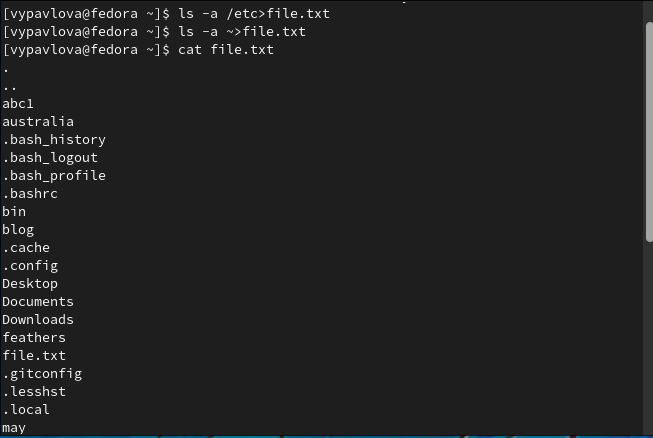 [vypavlova@fedora ~]$ ls -a /etc>file.txt
[vypavlova@fedora ~]$ ls -a ~>file.txt
[vypavlova@fedora ~]$ cat file.txt
.
..
abc1
australia
.bash_history
.bash_logout
.bash_profile
.bashrc
bin
blog
.cache
.config
Desktop
Documents
Downloads
feathers
file.txt
.gitconfig
.lesshst
.local
may